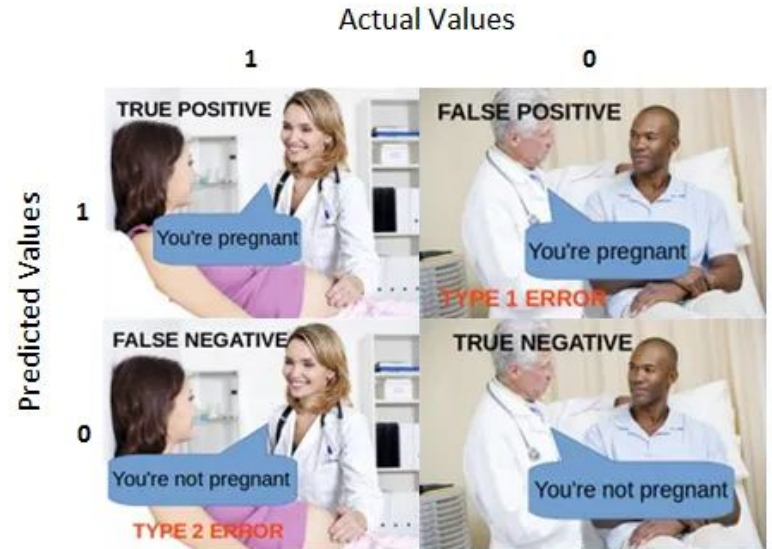 Actual Values
1 0
TRUE POSITIVE FALSE POSITIVE
Predicted Values
1
You're pregnant You're pregnant
TYPE 1 ERROR
FALSE NEGATIVE TRUE NEGATIVE
0
You're not pregnant You're not pregnant
TYPE 2 ERROR